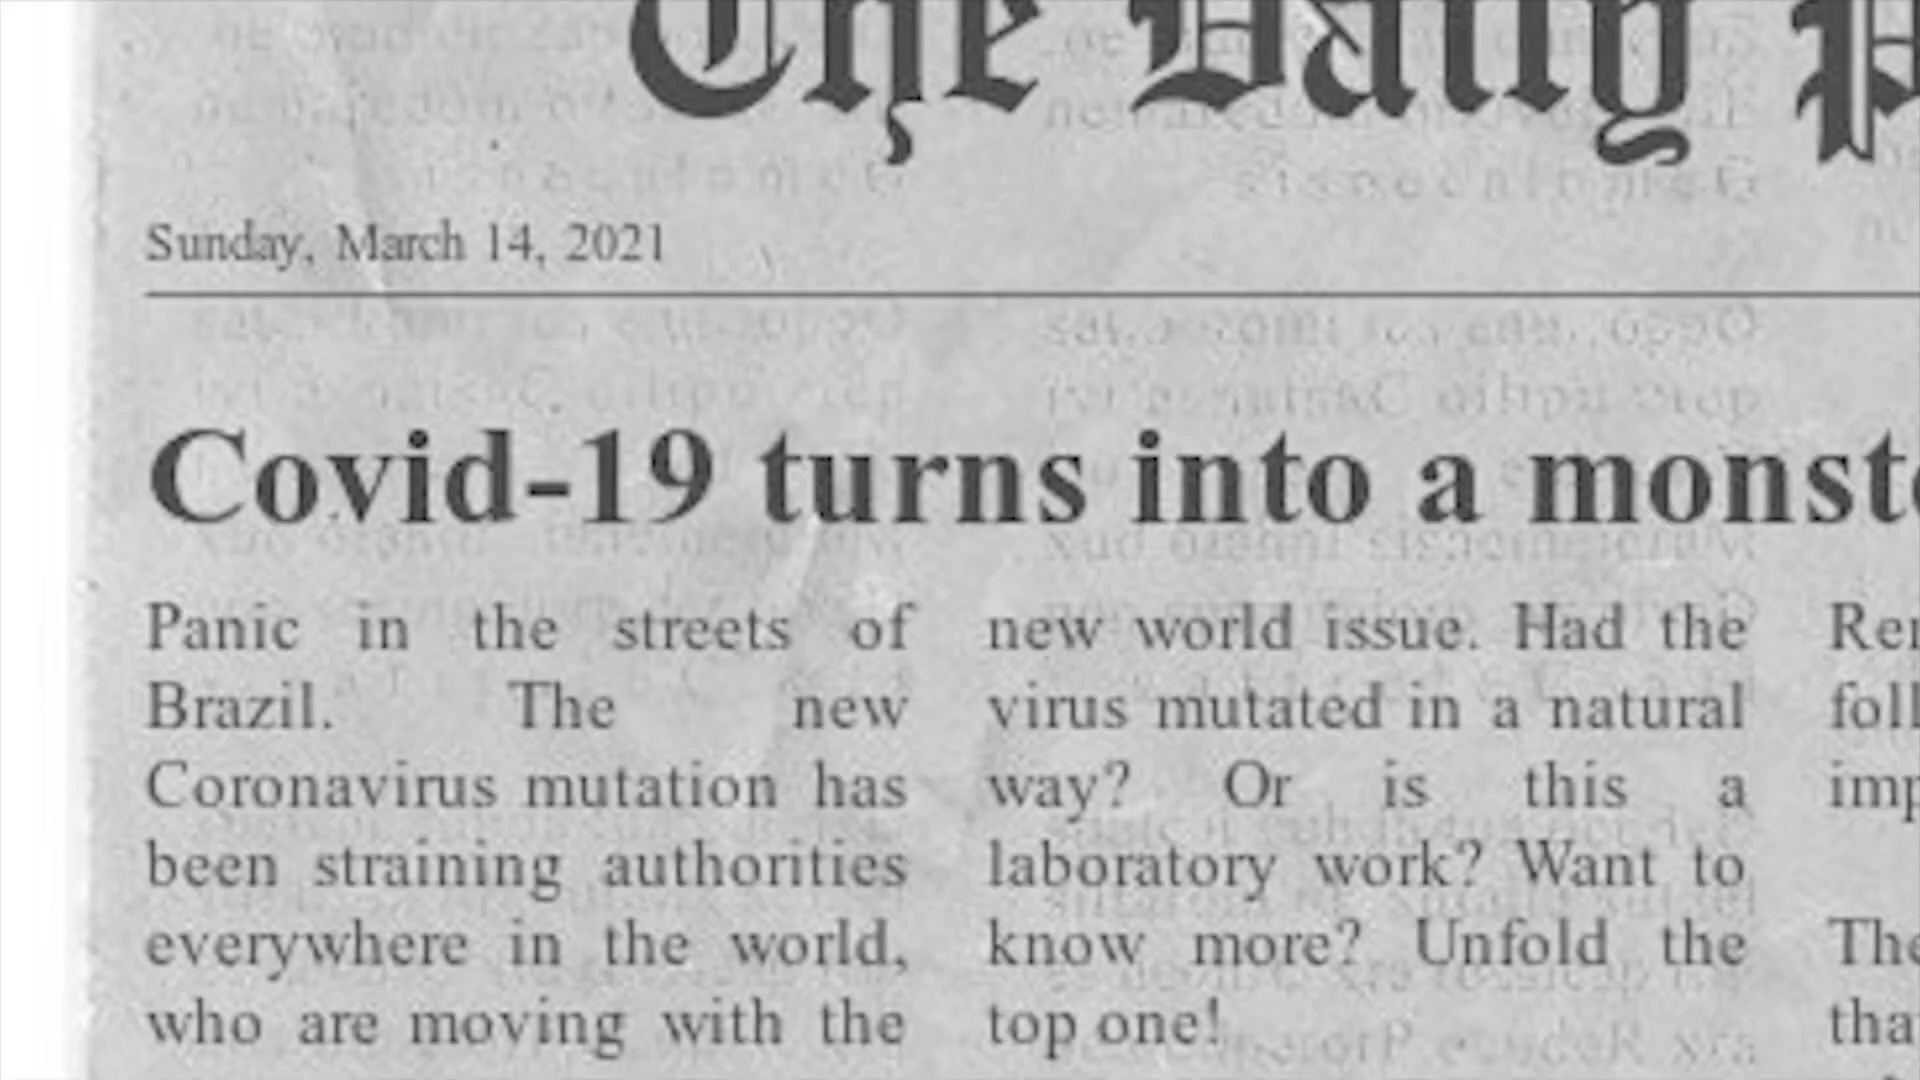 The Daily
Sunday, March 14, 2021
Covid-19 turns into a
Panic in the streets of
Brazil. The new
Coronavirus mutation has
been straining authorities
everywhere in the world,
who are moving with the
new world issue. Had the
virus mutated in a natural
way? Or is this a
laboratory work? Want to
know more? Unfold the
top one!